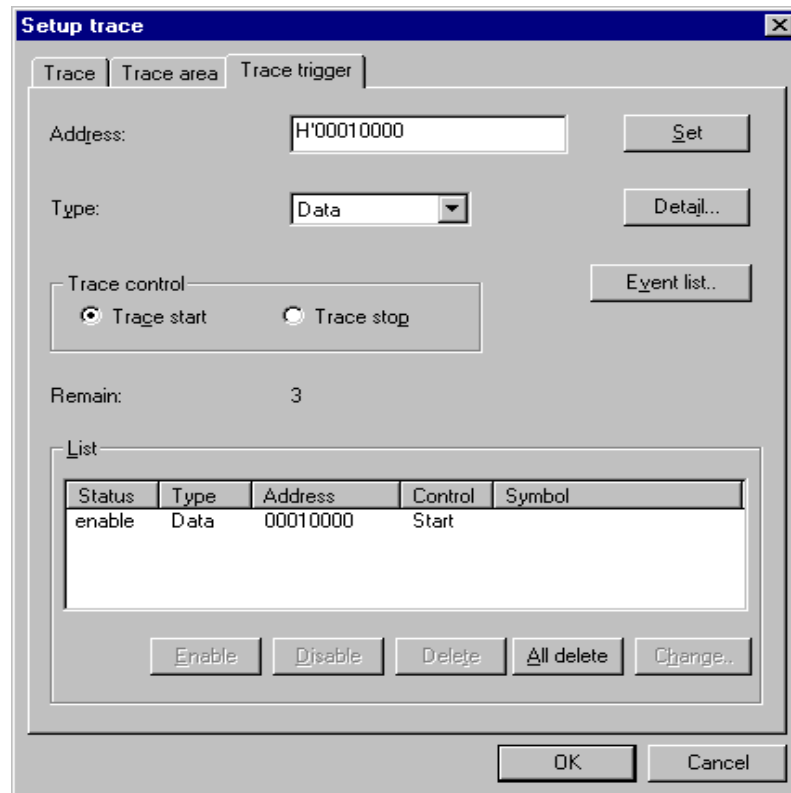 Setup trace
Trace Trace area Trace trigger
Address: H'00010000 Set
Type: Data Detail...
Trace control Event list..
Trace start Trace stop
Remain: 3
List
Status Type Address Control Symbol
enable Data 00010000 Start
Enable Disable Delete All delete Change..
OK Cancel